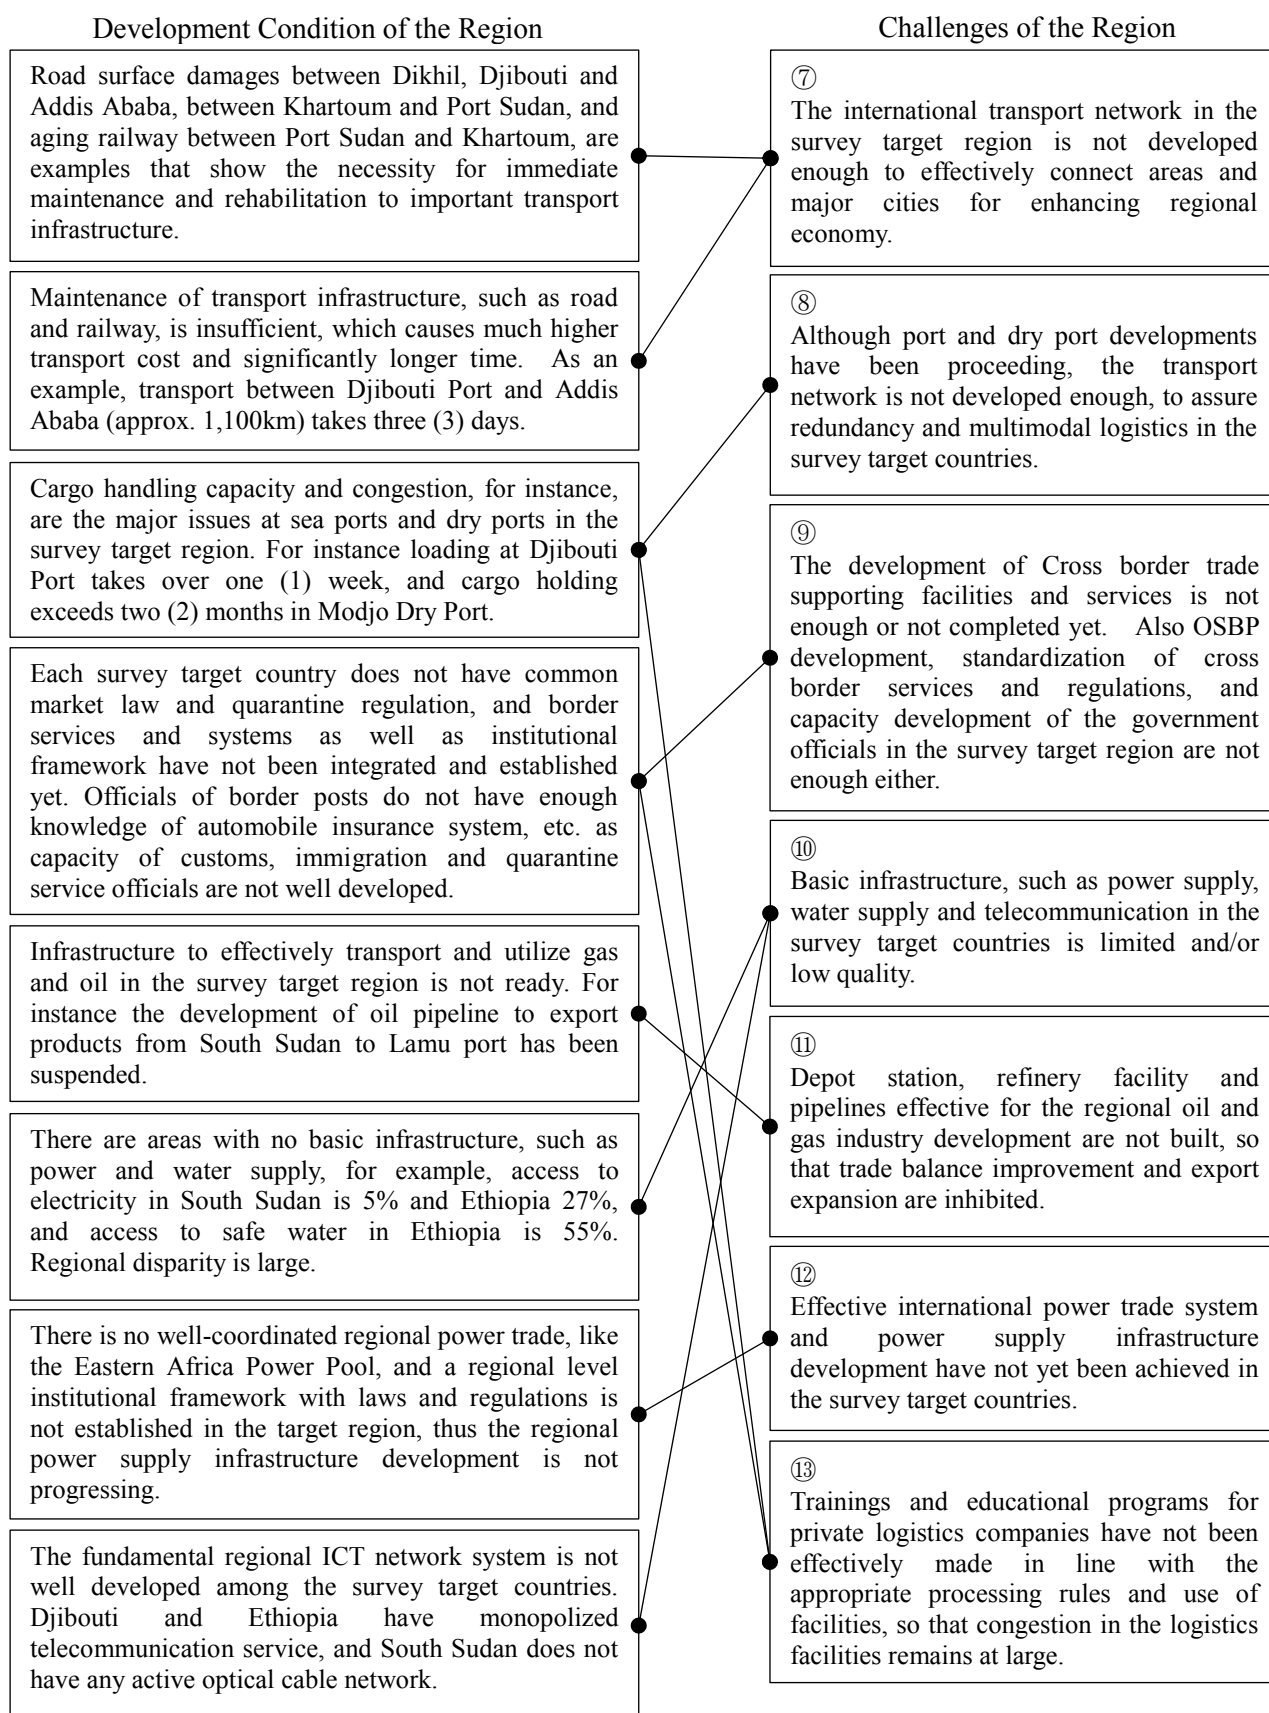 Development Condition of the Region
Road surface damages between Dikhil, Djibouti and
Addis Ababa, between Khartoum and Port Sudan, and
aging railway between Port Sudan and Khartoum, are
examples that show the necessity for immediate
maintenance and rehabilitation to important transport
infrastructure.
Maintenance of transport infrastructure, such as road
and railway, is insufficient, which causes much higher
transport cost and significantly longer time. As an
example, transport between Djibouti Port and Addis
Ababa (approx. 1,100km) takes three (3) days.
Cargo handling capacity and congestion, for instance,
are the major issues at sea ports and dry ports in the
survey target region. For instance loading at Djibouti
Port takes over one (1) week, and cargo holding
exceeds two (2) months in Modjo Dry Port.
Each survey target country does not have common
market law and quarantine regulation, and border
services and systems as well as institutional
framework have not been integrated and established
yet. Officials of border posts do not have enough
knowledge of automobile insurance system, etc. as
capacity of customs, immigration and quarantine
service officials are not well developed.
Infrastructure to effectively transport and utilize gas
and oil in the survey target region is not ready. For
instance the development of oil pipeline to export
products from South Sudan to Lamu port has been
suspended.
There are areas with no basic infrastructure, such as
power and water supply, for example, access to
electricity in South Sudan is 5% and Ethiopia 27%,
and access to safe water in Ethiopia is 55%.
Regional disparity is large.
There is no well-coordinated regional power trade, like
the Eastern Africa Power Pool, and a regional level
institutional framework with laws and regulations is
not established in the target region, thus the regional
power supply infrastructure development is not
progressing.
The fundamental regional ICT network system is not
well developed among the survey target countries.
Djibouti and Ethiopia have monopolized
telecommunication service, and South Sudan does not
have any active optical cable network.
Challenges of the Region
⑦
The international transport network in the
survey target region is not developed
enough to effectively connect areas and
major cities for enhancing regional
economy.
⑧
Although port and dry port developments
have been proceeding, the transport
network is not developed enough, to assure
redundancy and multimodal logistics in the
survey target countries.
⑨
The development of Cross border trade
supporting facilities and services is not
enough or not completed yet. Also OSBP
development, standardization of cross
border services and regulations, and
capacity development of the government
officials in the survey target region are not
enough either.
⑩
Basic infrastructure, such as power supply,
water supply and telecommunication in the
survey target countries is limited and/or
low quality.
⑪
Depot station, refinery facility and
pipelines effective for the regional oil and
gas industry development are not built, so
that trade balance improvement and export
expansion are inhibited.
⑫
Effective international power trade system
and power supply infrastructure
development have not yet been achieved in
the survey target countries.
⑬
Trainings and educational programs for
private logistics companies have not been
effectively made in line with the
appropriate processing rules and use of
facilities, so that congestion in the logistics
facilities remains at large.